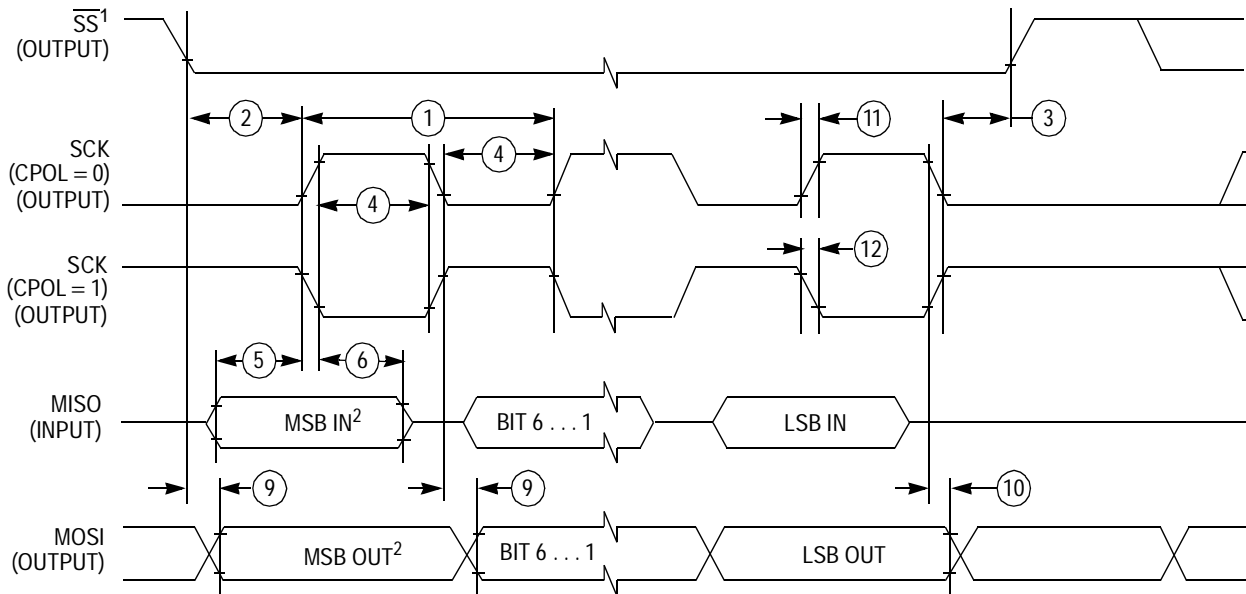 SS¹
(OUTPUT)
2
1
11
3
SCK
(CPOL = 0)
(OUTPUT)
4
4
12
SCK
(CPOL = 1)
(OUTPUT)
5
6
MISO
(INPUT)
MSB IN²
BIT 6 . . . 1
LSB IN
9
9
10
MOSI
(OUTPUT)
MSB OUT²
BIT 6 . . . 1
LSB OUT